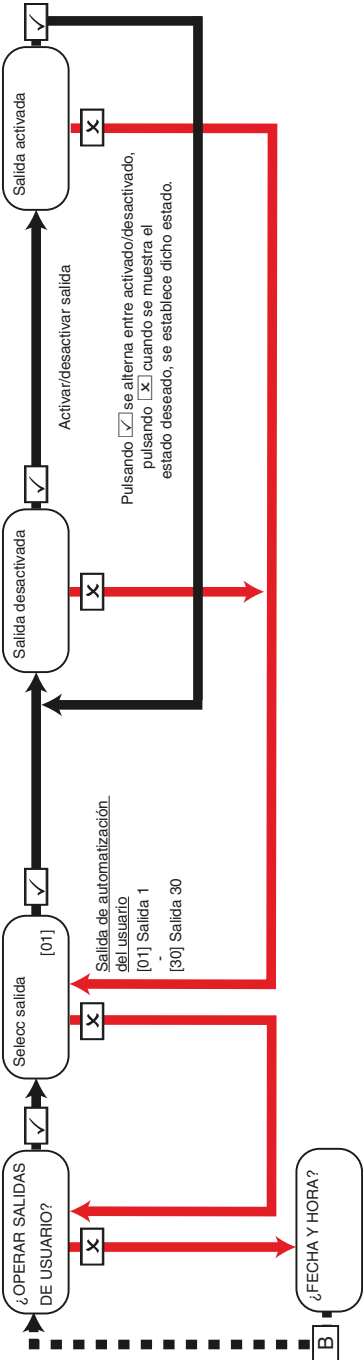 ¿OPERAR SALIDAS
DE USUARIO?
Selecc salida
[01]
Salida de automatización
del usuario
[01] Salida 1
-
[30] Salida 30
Salida desactivada
Activar/desactivar salida
Salida activada
Pulsando ✓ se alterna entre activado/desactivado,
pulsando x cuando se muestra el
estado deseado, se establece dicho estado.
¿FECHA Y HORA?
B